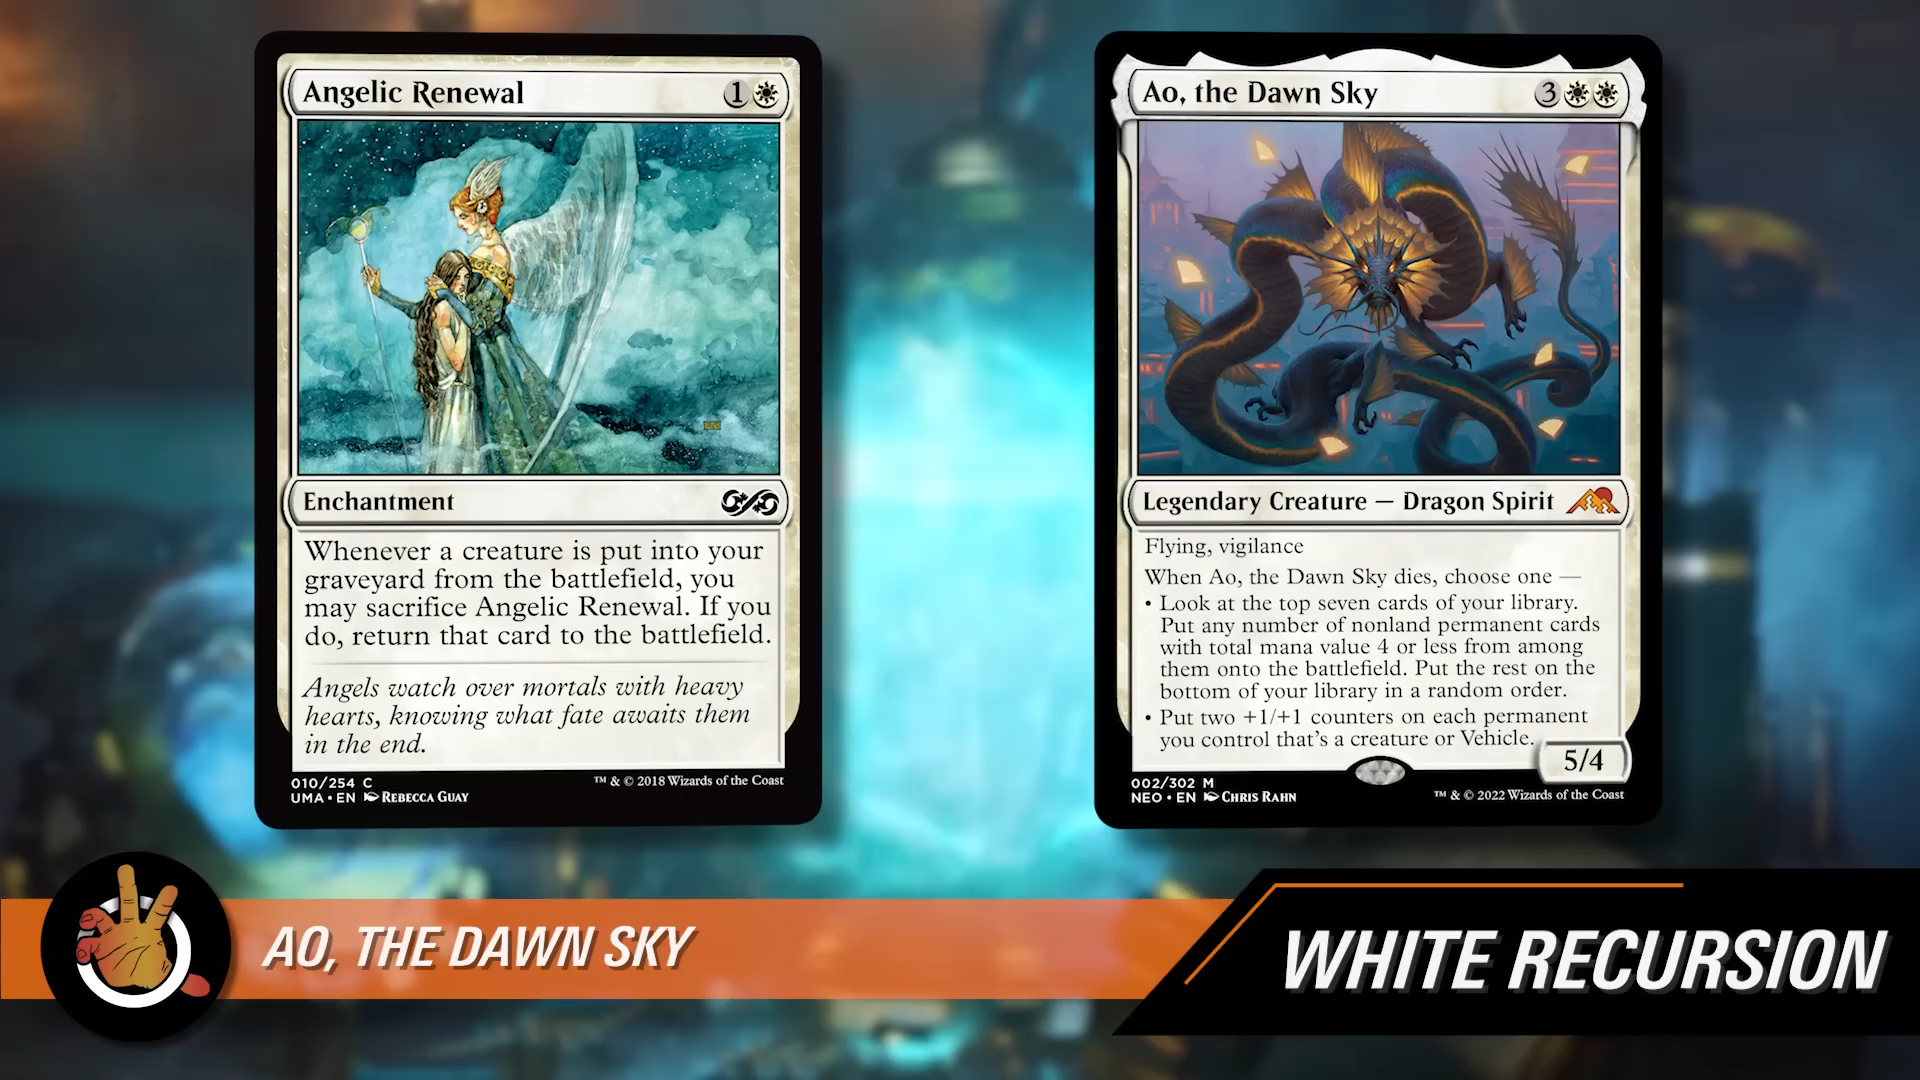 Angelic Renewal
1
Enchantment
Whenever a creature is put into your
graveyard from the battlefield, you
may sacrifice Angelic Renewal. If you
do, return that card to the battlefield.
Angels watch over mortals with heavy
hearts, knowing what fate awaits them
in the end.
010/254 C
UMA • EN REBECCA GUAY
™ & © 2018 Wizards of the Coast
Ao, the Dawn Sky
3
Legendary Creature — Dragon Spirit
Flying, vigilance
When Ao, the Dawn Sky dies, choose one —
• Look at the top seven cards of your library.
Put any number of nonland permanent cards
with total mana value 4 or less from among
them onto the battlefield. Put the rest on the
bottom of your library in a random order.
• Put two +1/+1 counters on each permanent
you control that's a creature or Vehicle.
5/4
002/302 M
NEO • EN CHRIS RAHN
™ & © 2022 Wizards of the Coast
AO, THE DAWN SKY
WHITE RECURSION